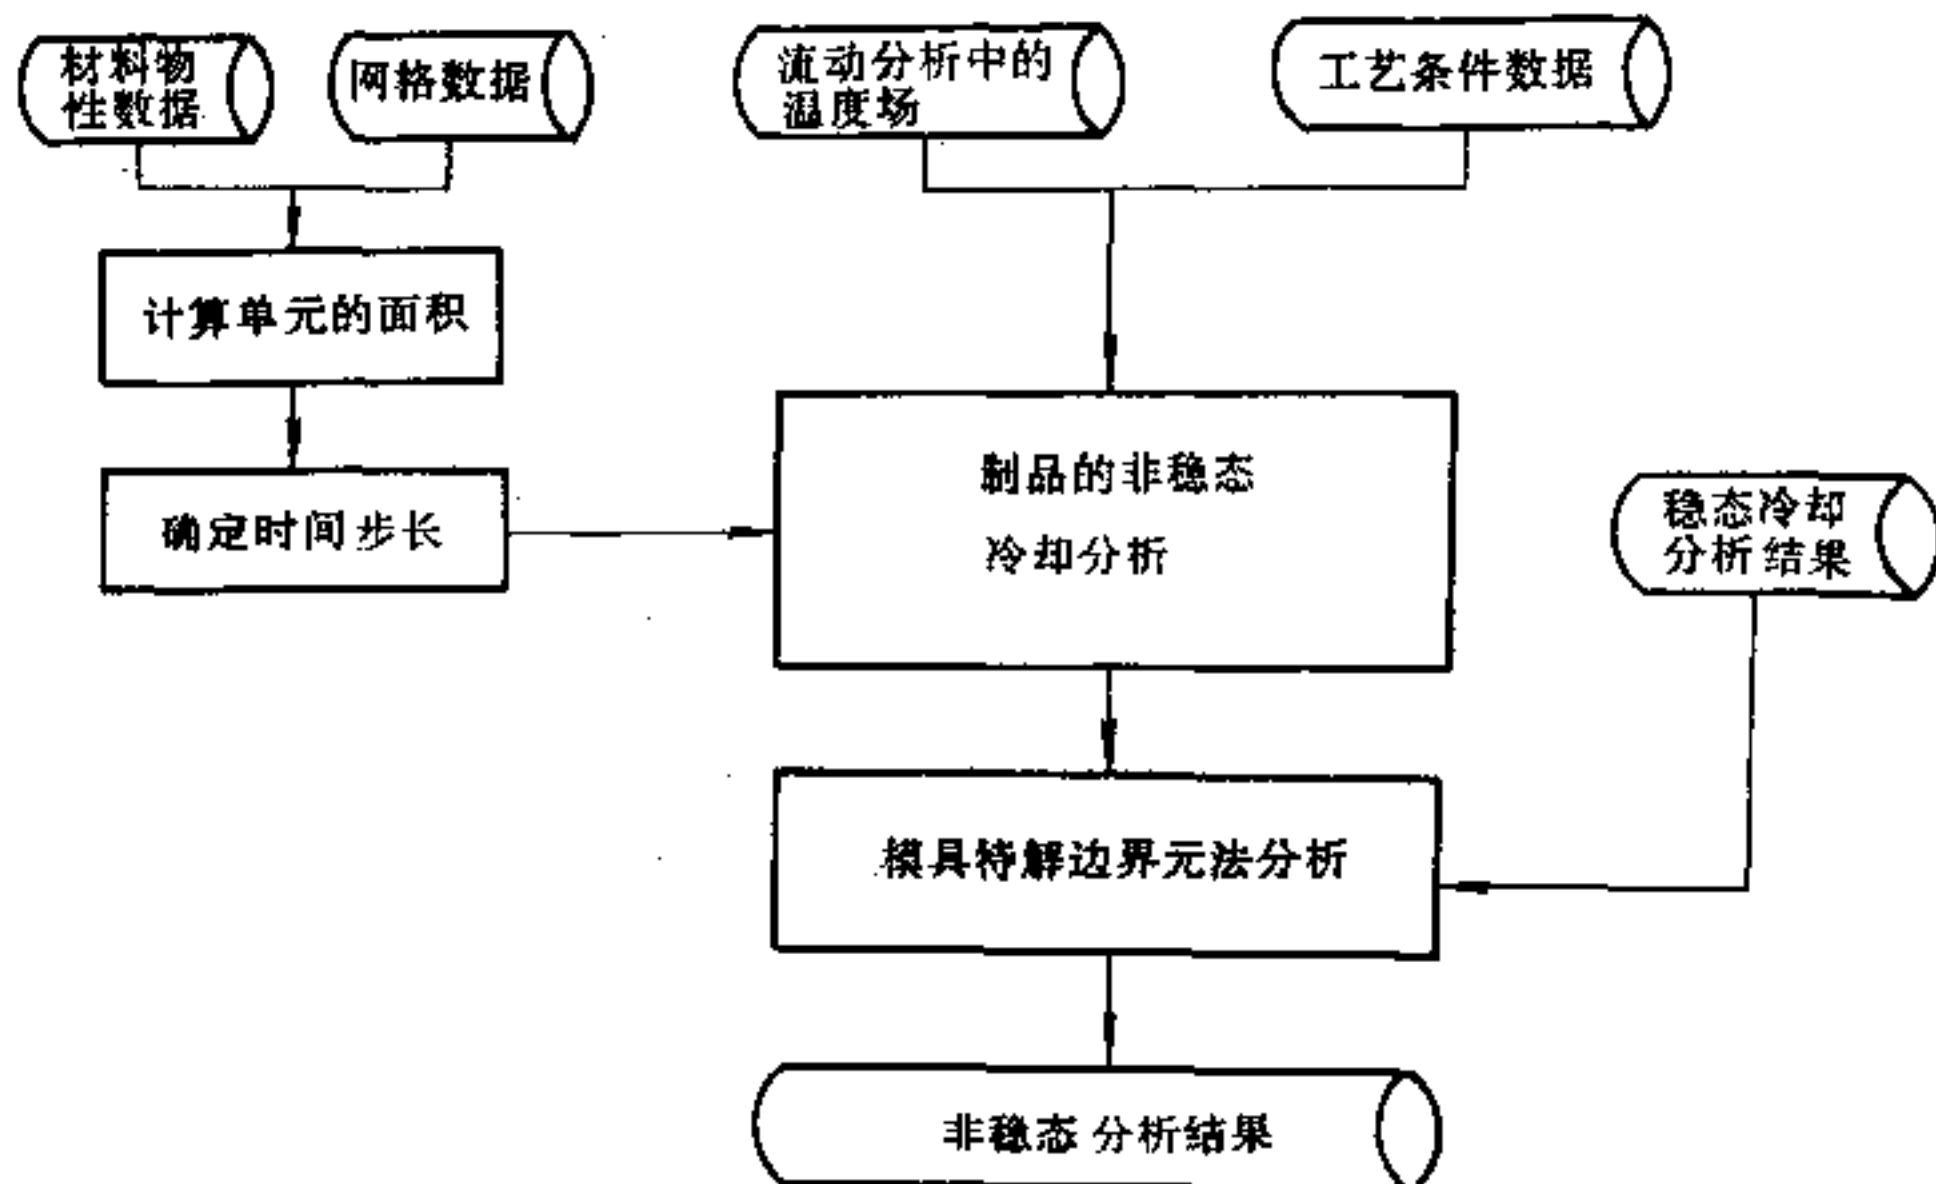 材料物
性数据
网格数据
流动分析中的
温度场
工艺条件数据
计算单元的面积
确定时间步长
制品的非稳态
冷却分析
稳态冷却
分析结果
模具特解边界元法分析
非稳态分析结果